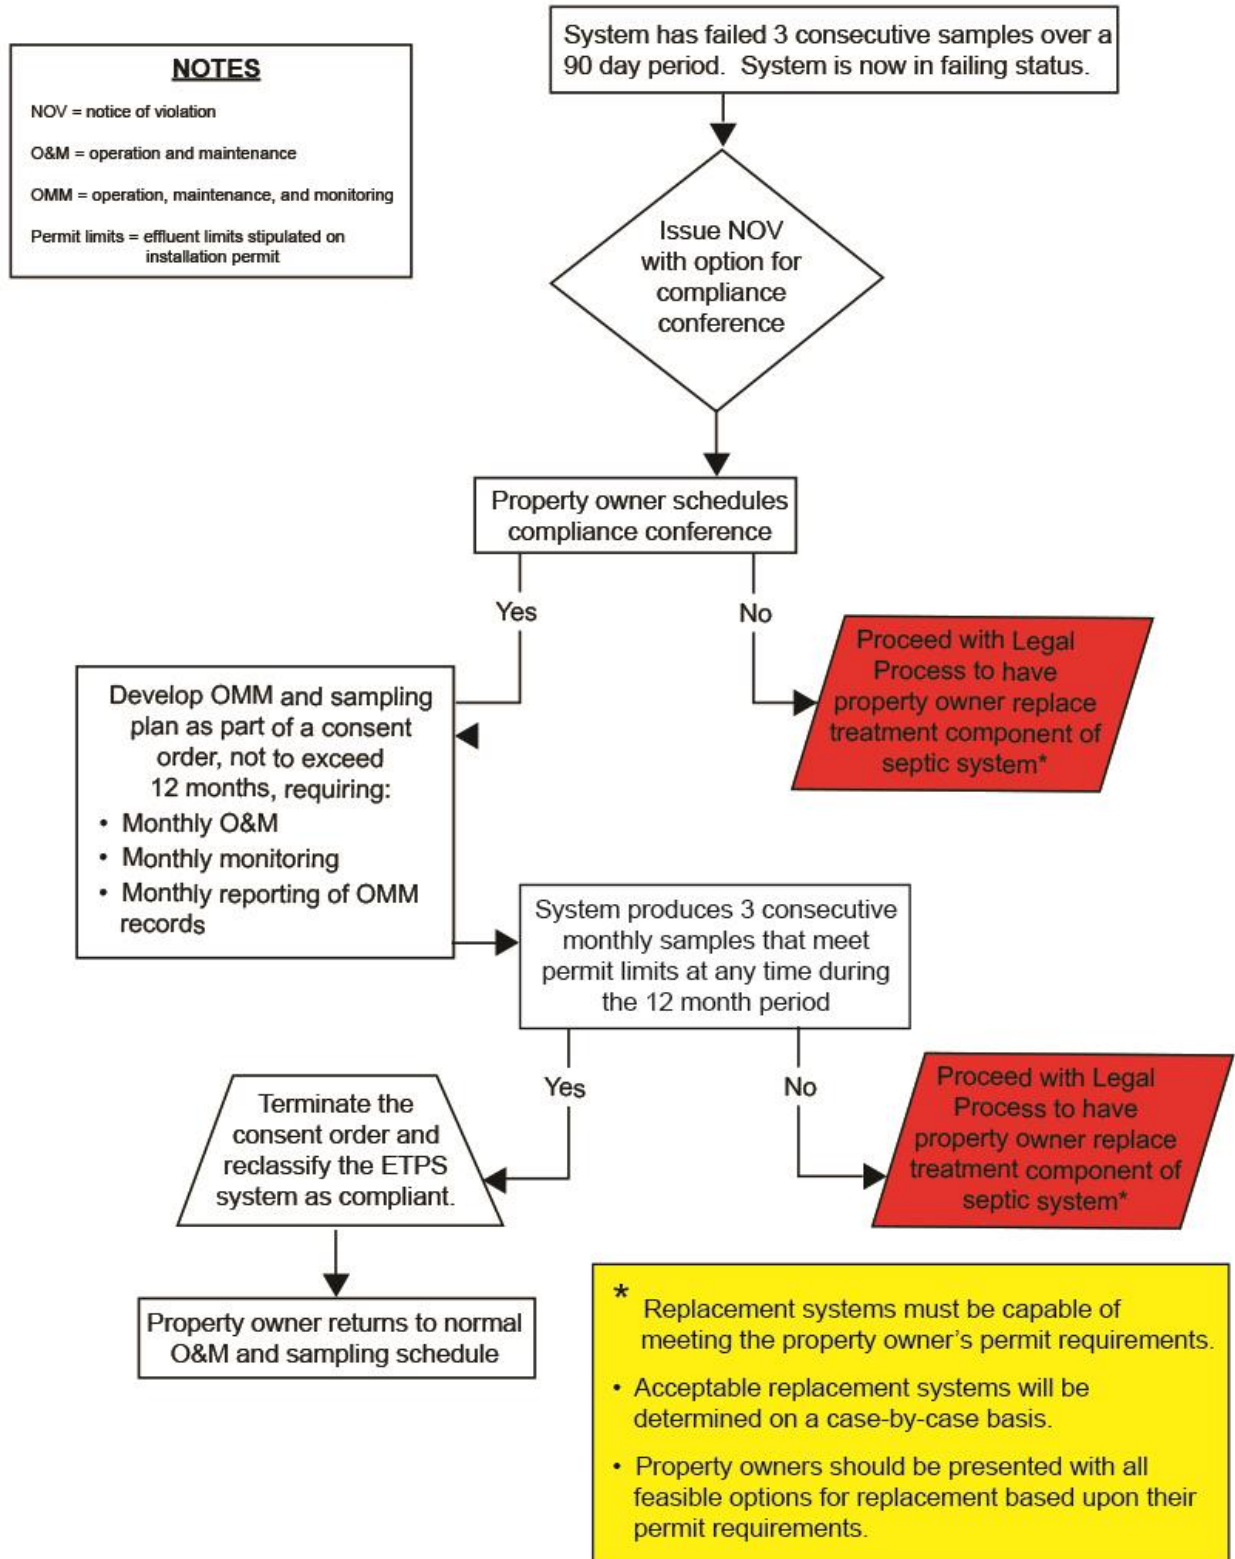 NOTES
NOV = notice of violation
O&M = operation and maintenance
OMM = operation, maintenance, and monitoring
Permit limits = effluent limits stipulated on
installation permit
System has failed 3 consecutive samples over a
90 day period. System is now in failing status.
Issue NOV
with option for
compliance
conference
Property owner schedules
compliance conference
Yes
No
Proceed with Legal
Process to have
property owner replace
treatment component of
septic system*
Develop OMM and sampling
plan as part of a consent
order, not to exceed
12 months, requiring:
• Monthly O&M
• Monthly monitoring
• Monthly reporting of OMM
records
System produces 3 consecutive
monthly samples that meet
permit limits at any time during
the 12 month period
Yes
No
Terminate the
consent order and
reclassify the ETPS
system as compliant.
Proceed with Legal
Process to have
property owner replace
treatment component of
septic system*
Property owner returns to normal
O&M and sampling schedule
* Replacement systems must be capable of
meeting the property owner’s permit requirements.
• Acceptable replacement systems will be
determined on a case-by-case basis.
• Property owners should be presented with all
feasible options for replacement based upon their
permit requirements.